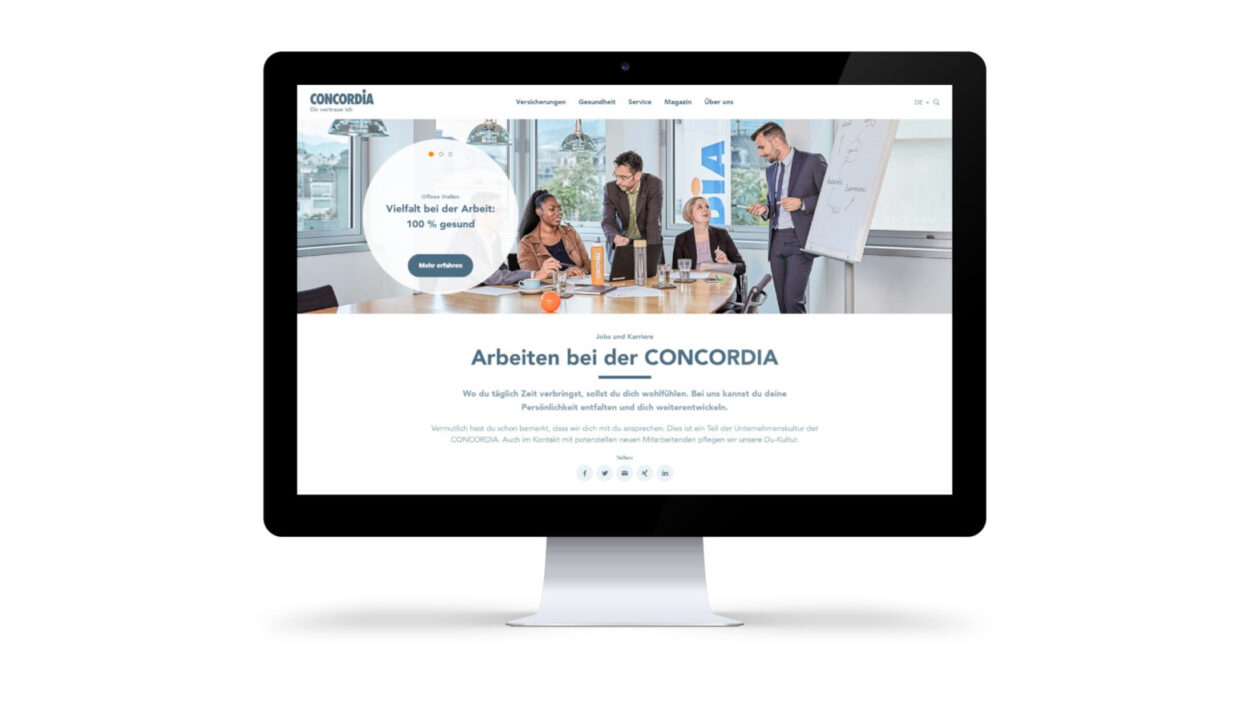 CONCORDIA
Dir vertraue ich
Versicherungen Gesundheit Service Magazin Über uns
DE
Offene Stellen
Vielfalt bei der Arbeit:
100 % gesund
Mehr erfahren
DIA
CONCORDIA
Jobs und Karriere
Arbeiten bei der CONCORDIA
Wo du täglich Zeit verbringst, sollst du dich wohlfühlen. Bei uns kannst du deine
Persönlichkeit entfalten und dich weiterentwickeln.
Vermutlich hast du schon bemerkt, dass wir dich mit du ansprechen. Dies ist ein Teil der Unternehmenskultur der
CONCORDIA. Auch im Kontakt mit potenziellen neuen Mitarbeitenden pflegen wir unsere Du-Kultur.
Teilen: